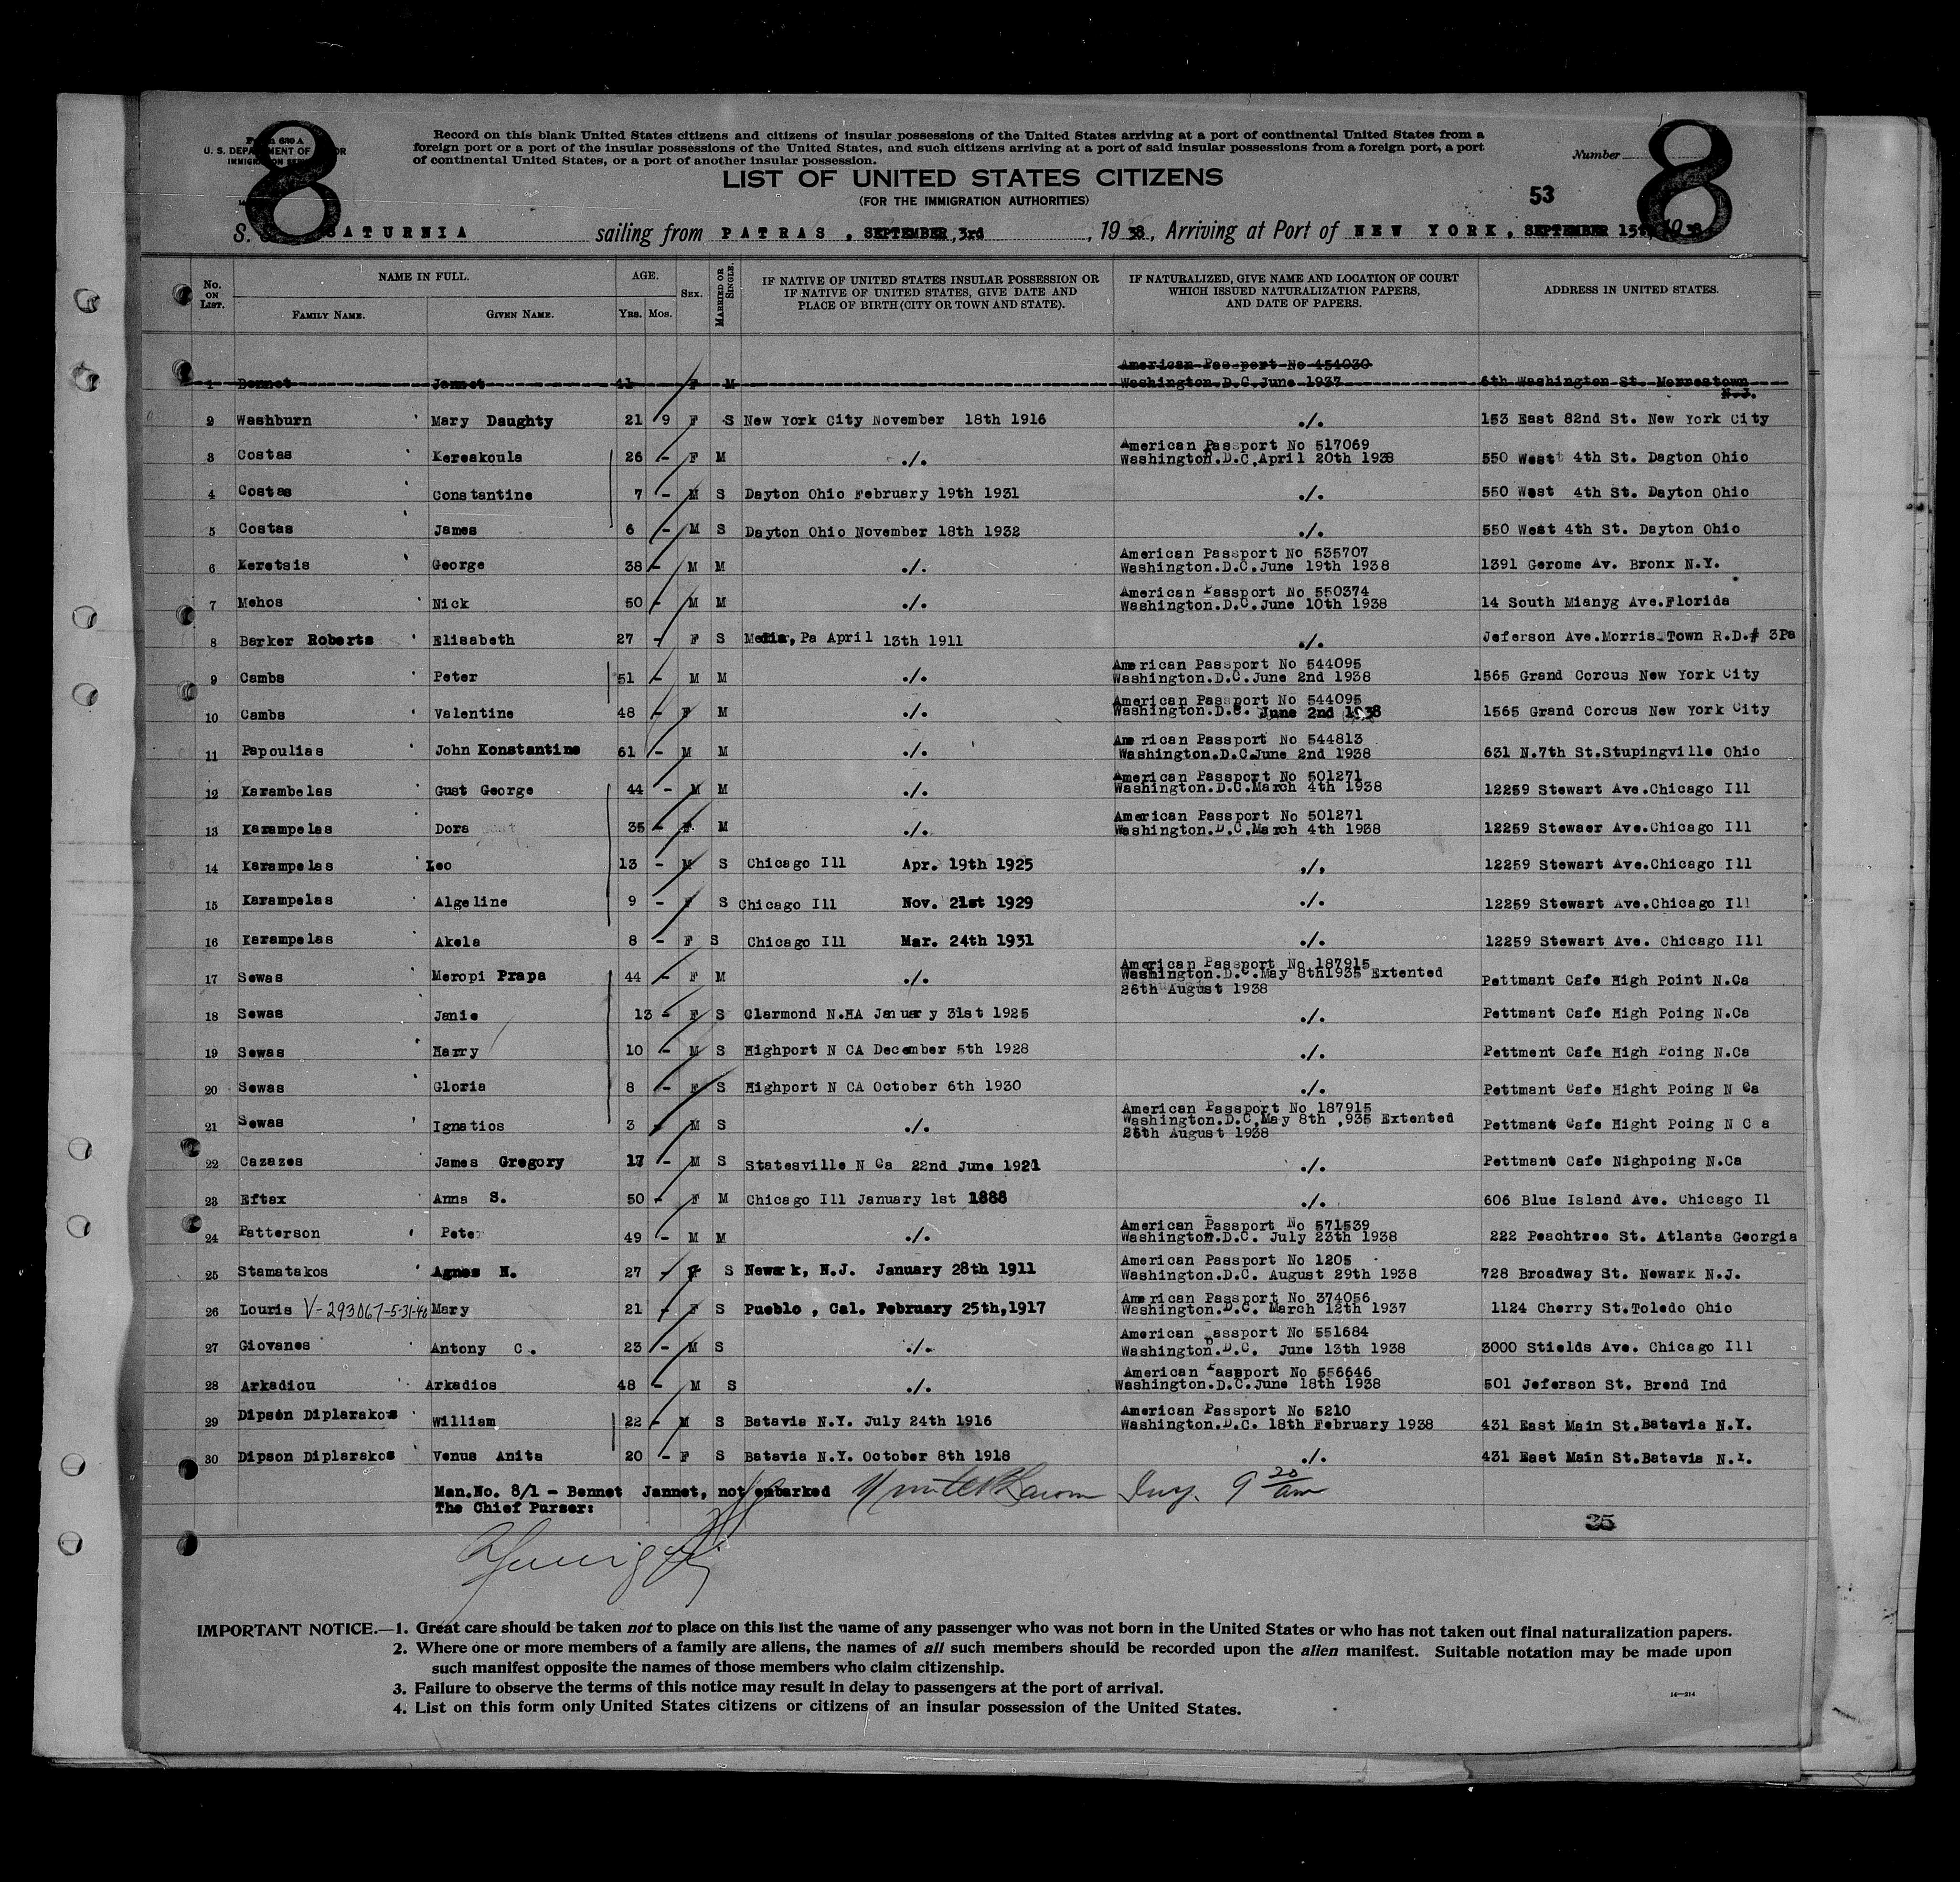 8
8
Form 630 A
U. S. DEPARTMENT OF LABOR
IMMIGRATION SERVICE
Record on this blank United States citizens and citizens of insular possessions of the United States arriving at a port of continental United States from a
foreign port or a port of the insular possessions of the United States, and such citizens arriving at a port of said insular possessions from a foreign port, a port
of continental United States, or a port of another insular possession.
Number
LIST OF UNITED STATES CITIZENS
(FOR THE IMMIGRATION AUTHORITIES)
53
S. S. SATURNIA sailing from PATRAS, SEPTEMBER, 3rd, 1938, Arriving at Port of NEW YORK, SEPTEMBER 15th 1938
No. ON LIST. NAME IN FULL. AGE. SEX. MARRIED OR SINGLE. IF NATIVE OF UNITED STATES INSULAR POSSESSION OR IF NATIVE OF UNITED STATES, GIVE DATE AND PLACE OF BIRTH (CITY OR TOWN AND STATE). IF NATURALIZED, GIVE NAME AND LOCATION OF COURT WHICH ISSUED NATURALIZATION PAPERS, AND DATE OF PAPERS. ADDRESS IN UNITED STATES.
FAMILY NAME. GIVEN NAME. Yrs. Mos.
1 Bennet Jannet 41 F M American Pas-port No 454030 Washington.D.C.June 1937 6th Washington St. Morrestown N.J.
2 Washburn Mary Daughty 21 9 F S New York City November 18th 1916 ./. 153 East 82nd St. New York City
3 Costas Kereakoula 26 - F M ./. American Passport No 517069 Washington.D.C,April 20th 1938 550 West 4th St. Dagton Ohio
4 Costas Constantine 7 - M S Dayton Ohio February 19th 1931 ./. 550 West 4th St. Dayton Ohio
5 Costas James 6 - M S Dayton Ohio November 18th 1932 ./. 550 West 4th St. Dayton Ohio
6 Keretsis George 38 - M M ./. American Passport No 535707 Washington.D.C.June 19th 1938 1391 Gerome Av. Bronx N.Y.
7 Mehos Nick 50 - M M ./. American Passport No 550374 Washington.D.C.June 10th 1938 14 South Mianyg Ave.Florida
8 Barker Roberts Elisabeth 27 - F S Media, Pa April 13th 1911 ./. Jeferson Ave.Morris Town R.D.# 3Pa
9 Cambs Peter 51 - M M ./. American Passport No 544095 Washington.D.C.June 2nd 1938 1565 Grand Corcus New York City
10 Cambs Valentine 48 - F M ./. American Passport No 544095 Washington.D.C. June 2nd 1938 1565 Grand Corcus New York City
11 Papoulias John Konstantine 61 - M M ./. American Passport No 544813 Washington.D.C.June 2nd 1938 631 N.7th St.Stupingville Ohio
12 Karambelas Gust George 44 - M M ./. American Passport No 501271 Washington.D.C.March 4th 1938 12259 Stewart Ave.Chicago Ill
13 Karampelas Dora 35 - F M ./. American Passport No 501271 Washington.D.C.March 4th 1938 12259 Stewaer Ave.Chicago Ill
14 Karampelas Leo 13 - M S Chicago Ill Apr. 19th 1925 ./. 12259 Stewart Ave.Chicago Ill
15 Karampelas Algeline 9 - F S Chicago Ill Nov. 21st 1929 ./. 12259 Stewart Ave.Chicago Ill
16 Karampelas Akela 8 - F S Chicago Ill Mar. 24th 1931 ./. 12259 Stewart Ave. Chicago Ill
17 Sewas Meropi Prapa 44 - F M ./. American Passport No 187915 Washington.D.C.May 8th1935 Extented 26th August 1938 Pettmant Cafe High Point N.Ca
18 Sewas Janie 13 - F S Clarmond N.HA January 31st 1925 ./. Pettmant Cafe High Poing N.Ca
19 Sewas Harry 10 - M S Highport N CA December 5th 1928 ./. Pettment Cafe High Poing N.Ca
20 Sewas Gloria 8 - F S Highport N CA October 6th 1930 ./. Pettmant Cafe Hight Poing N Ca
21 Sewas Ignatios 3 - M S ./. American Passport No 187915 Washington.D.C,May 8th ,935 Extented 26th August 1938 Pettmant Cafe Hight Poing N C a
22 Cazazes James Gregory 17 - M S Statesville N Ca 22nd June 1921 ./. Pettmant Cafe Nighpoing N.Ca
23 Eftax Anna S. 50 - F M Chicago Ill January 1st 1888 ./. 606 Blue Island Ave. Chicago Il
24 Patterson Peter 49 - M M ./. American Passport No 571539 Washington.D.C. July 23th 1938 222 Peachtree St. Atlanta Georgia
25 Stamatakos Agnes N. 27 - F S Newark, N.J. January 28th 1911 American Passport No 1205 Washington.D.C. August 29th 1938 728 Broadway St. Newark N.J.
26 Louris V-293067-5-31-40 Mary 21 - F S Pueblo , Cal. February 25th,1917 American Passport No 374056 Washington.D.C. March 12th 1937 1124 Cherry St.Toledo Ohio
27 Giovanes Antony C. 23 - M S ./. American Passport No 551684 Washington.D.C. June 13th 1938 3000 Stields Ave. Chicago Ill
28 Arkadiou Arkadios 48 - M S ./. American Passport No 556646 Washington.D.C.June 18th 1938 501 Jeferson St. Brend Ind
29 Dipson Diplarakos William 22 - M S Batavia N.Y. July 24th 1916 American Passport No 5210 Washington.D.C. 18th February 1938 431 East Main St.Batavia N.Y.
30 Dipson Diplarakos Venus Anita 20 - F S Batavia N.Y. October 8th 1918 ./. 431 East Main St.Batavia N.Y.
Man.No. 8/1 - Bennet Jannet, not embarked
Insp. 9 20 am
The Chief Purser:
35
IMPORTANT NOTICE.—1. Great care should be taken not to place on this list the name of any passenger who was not born in the United States or who has not taken out final naturalization papers.
2. Where one or more members of a family are aliens, the names of all such members should be recorded upon the alien manifest. Suitable notation may be made upon
such manifest opposite the names of those members who claim citizenship.
3. Failure to observe the terms of this notice may result in delay to passengers at the port of arrival.
4. List on this form only United States citizens or citizens of an insular possession of the United States.
14—214